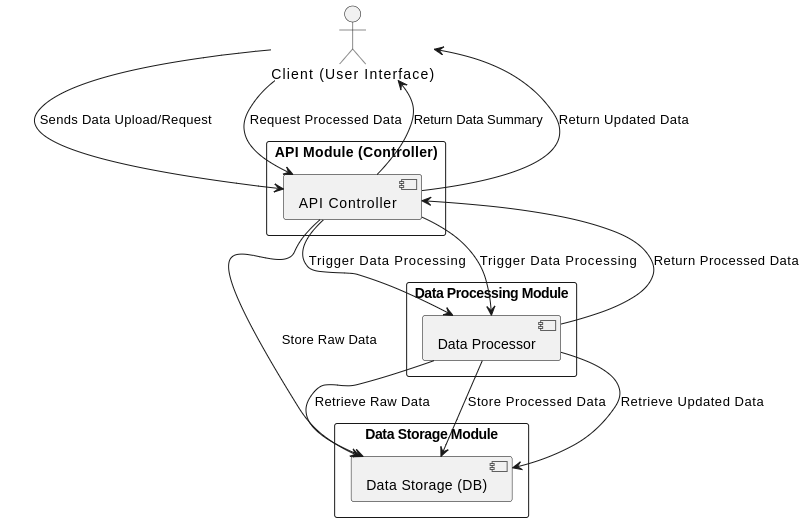 Client (User Interface)
Sends Data Upload/Request
Request Processed Data
Return Data Summary
Return Updated Data
API Module (Controller)
API Controller
Trigger Data Processing
Trigger Data Processing
Return Processed Data
Data Processing Module
Data Processor
Store Raw Data
Retrieve Raw Data
Store Processed Data
Retrieve Updated Data
Data Storage Module
Data Storage (DB)